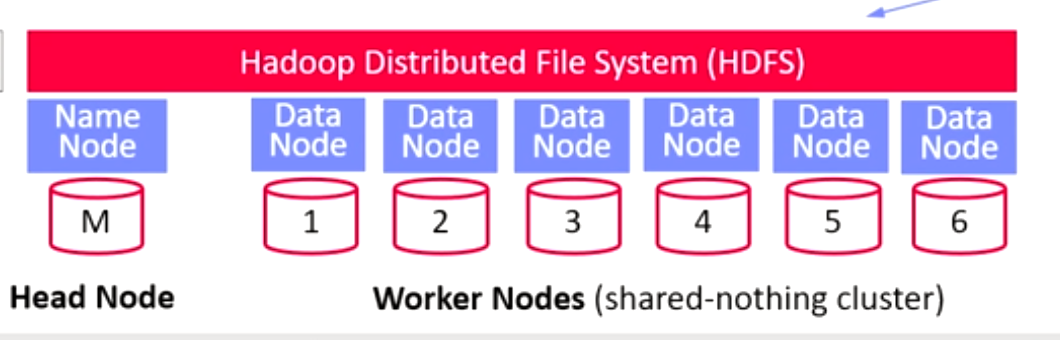 Hadoop Distributed File System (HDFS)
Name Node
Data Node
Data Node
Data Node
Data Node
Data Node
Data Node
M
1
2
3
4
5
6
Head Node
Worker Nodes (shared-nothing cluster)